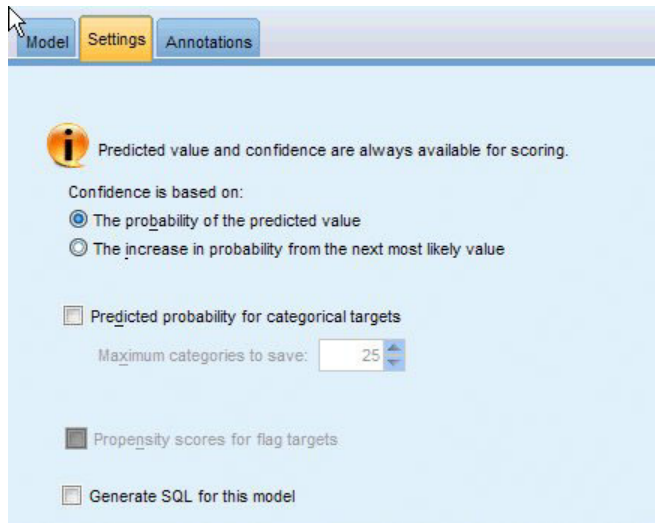 Model Settings Annotations
Predicted value and confidence are always available for scoring.
Confidence is based on:
The probability of the predicted value
The increase in probability from the next most likely value
Predicted probability for categorical targets
Maximum categories to save: 25
Propensity scores for flag targets
Generate SQL for this model